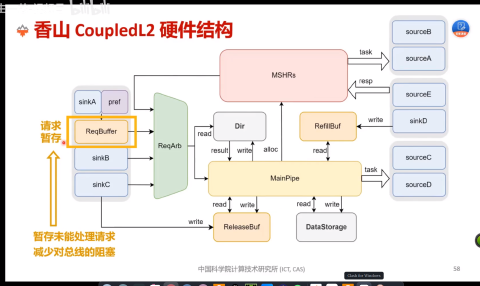 香山 CoupledL2 硬件结构
sinkA
pref
请求
暂存
ReqBuffer
sinkB
sinkC
ReqArb
MSHRs
task
resp
sourceB
sourceA
sourceE
sinkD
read
Dir
result
write
alloc
RefillBuf
write
read
MainPipe
task
sourceC
sourceD
write
read
write
read
write
ReleaseBuf
DataStorage
暂存未能处理请求
减少对总线的阻塞
中国科学院计算技术研究所 (ICT, CAS)
58